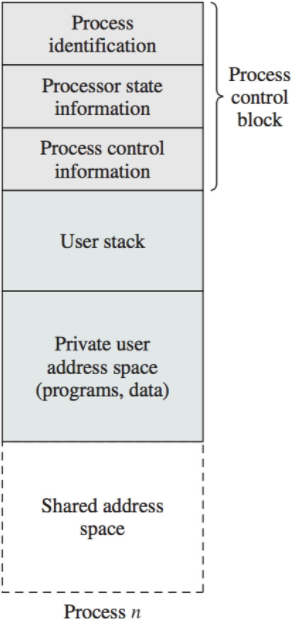 Process
identification
Processor state
information
Process control
information
Process
control
block
User stack
Private user
address space
(programs, data)
Shared address
space
Process n